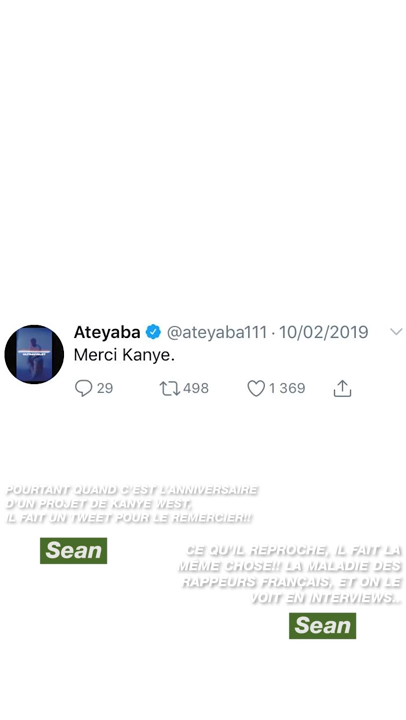 Ateyaba @ateyaba111 · 10/02/2019
Merci Kanye.
29 498 1 369
POURTANT QUAND C'EST L'ANNIVERSAIRE
D'UN PROJET DE KANYE WEST,
IL FAIT UN TWEET POUR LE REMERCIER!!
Sean
CE QU'IL REPROCHE, IL FAIT LA
MÊME CHOSE!! LA MALADIE DES
RAPPEURS FRANÇAIS, ET ON LE
VOIT EN INTERVIEWS..
Sean